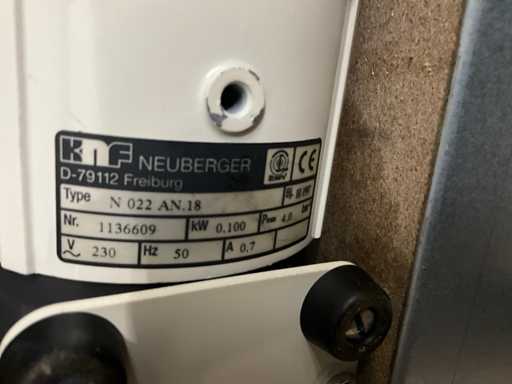 KNF NEUBERGER
D-79112 Freiburg
CE
Type N 022 AN.18
Nr. 1136609 kW 0,100 Pmax 4,0 bar
V ~ 230 Hz 50 A 0,7